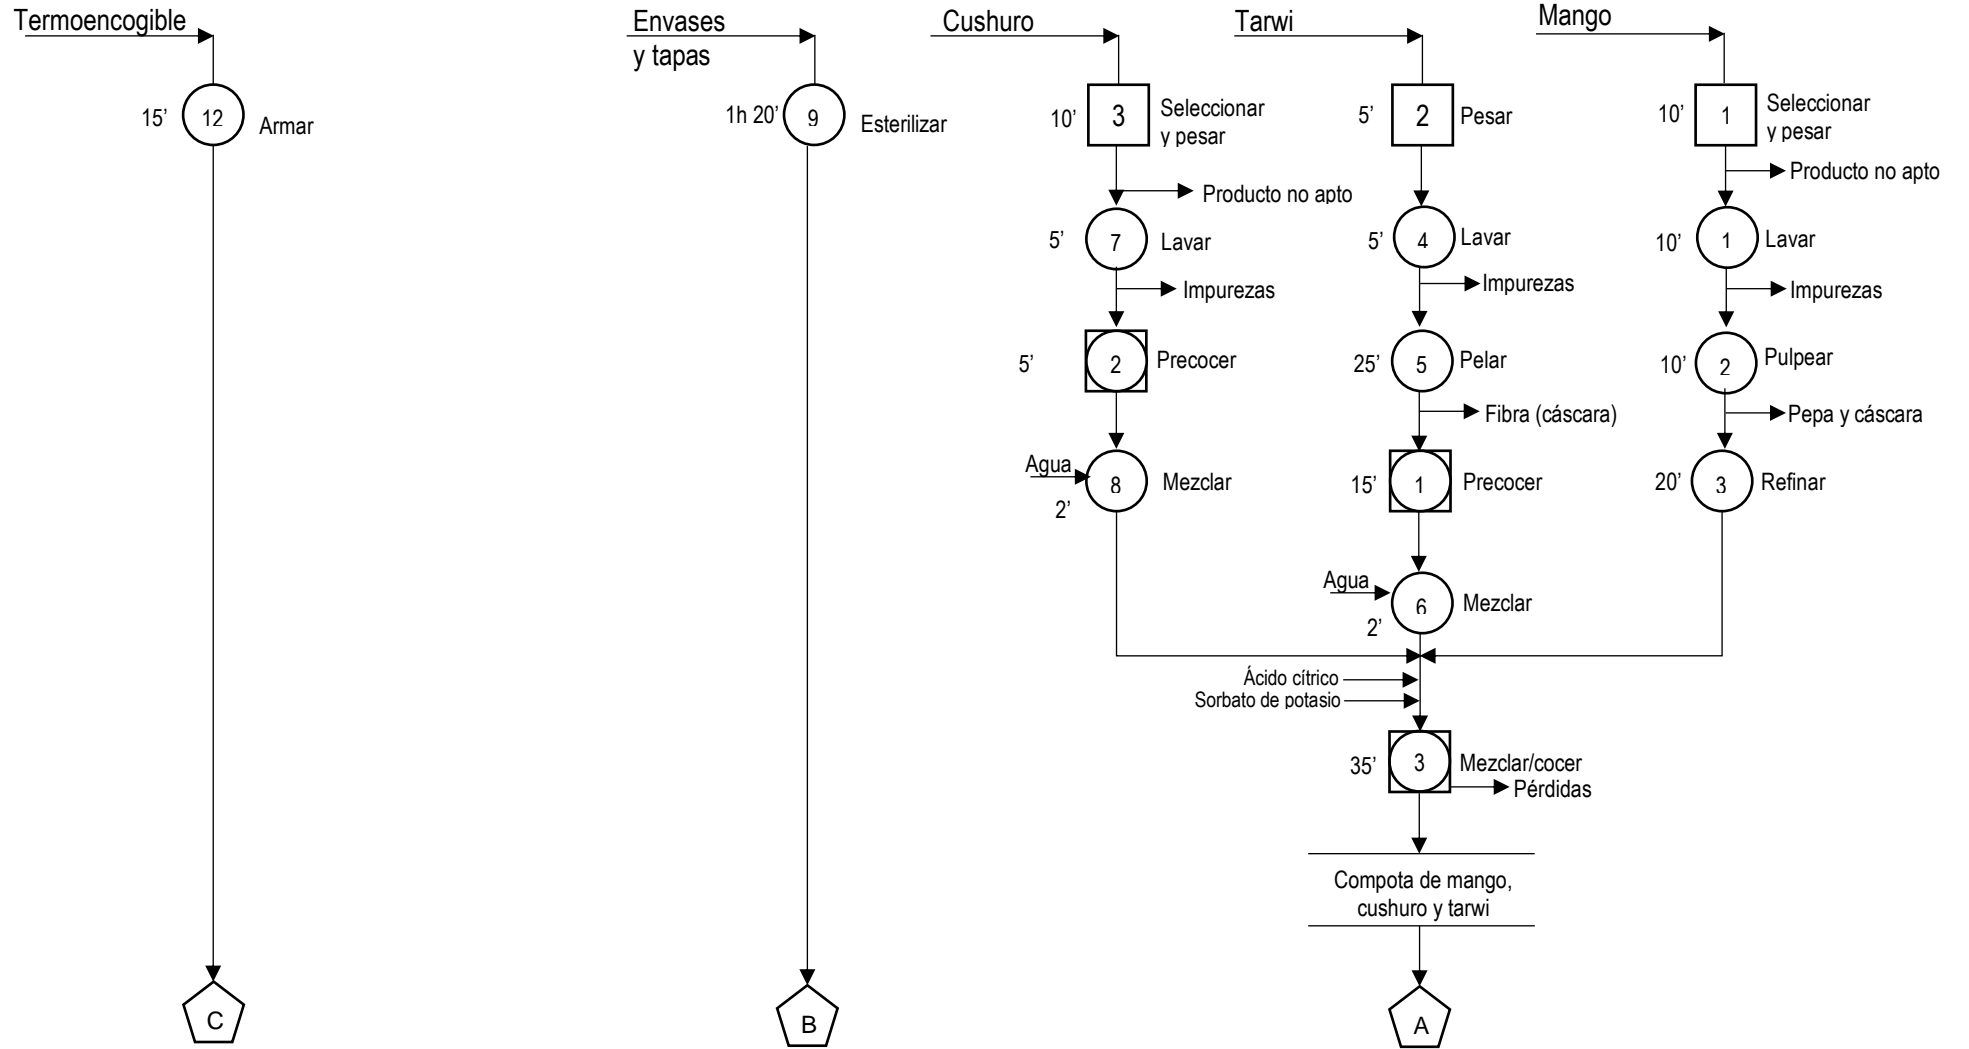 Termoencogible
15’
12
Armar
C
Envases
y tapas
1h 20’
9
Esterilizar
B
Cushuro
10’
3
Seleccionar
y pesar
Producto no apto
5’
7
Lavar
Impurezas
5’
2
Precocer
Agua
8
Mezclar
2’
Tarwi
5’
2
Pesar
5’
4
Lavar
Impurezas
25’
5
Pelar
Fibra (cáscara)
15’
1
Precocer
Agua
6
Mezclar
2’
Mango
10’
1
Seleccionar
y pesar
Producto no apto
10’
1
Lavar
Impurezas
10’
2
Pulpear
Pepa y cáscara
20’
3
Refinar
Ácido cítrico
Sorbato de potasio
35’
3
Mezclar/cocer
Pérdidas
Compota de mango,
cushuro y tarwi
A